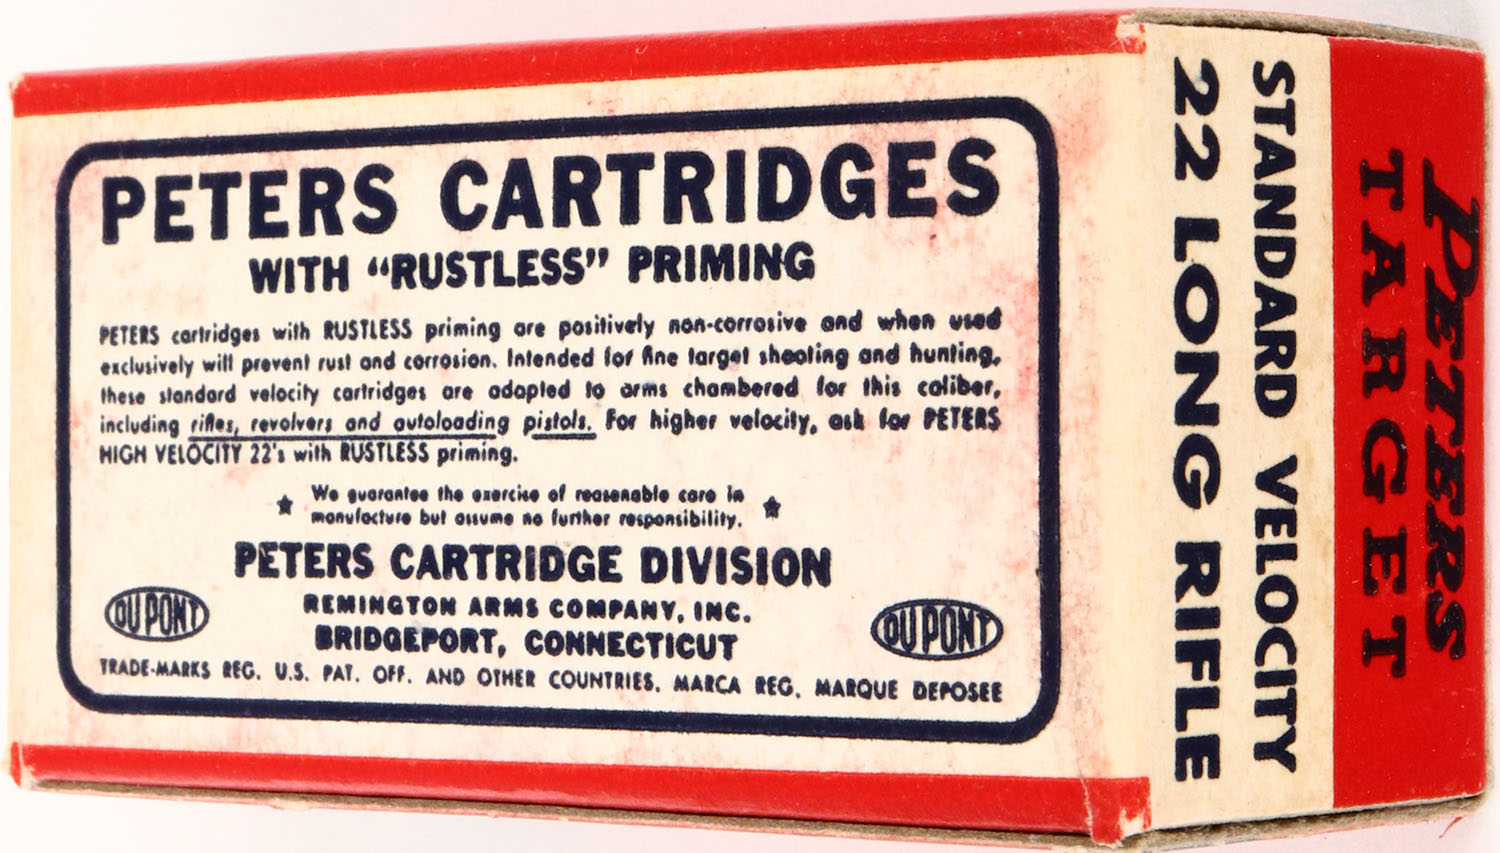 PETERS CARTRIDGES
WITH “RUSTLESS” PRIMING
PETERS cartridges with RUSTLESS priming are positively non-corrosive and when used
exclusively will prevent rust and corrosion. Intended for fine target shooting and hunting,
these standard velocity cartridges are adapted to arms chambered for this caliber,
including rifles, revolvers and autoloading pistols. For higher velocity, ask for PETERS
HIGH VELOCITY 22's with RUSTLESS priming.
We guarantee the exercise of reasonable care in
manufacture but assume no further responsibility.
PETERS CARTRIDGE DIVISION
REMINGTON ARMS COMPANY, INC.
BRIDGEPORT, CONNECTICUT
DU PONT
DU PONT
TRADE-MARKS REG. U.S. PAT. OFF. AND OTHER COUNTRIES. MARCA REG. MARQUE DEPOSEE
PETERS
TARGET
STANDARD VELOCITY
22 LONG RIFLE